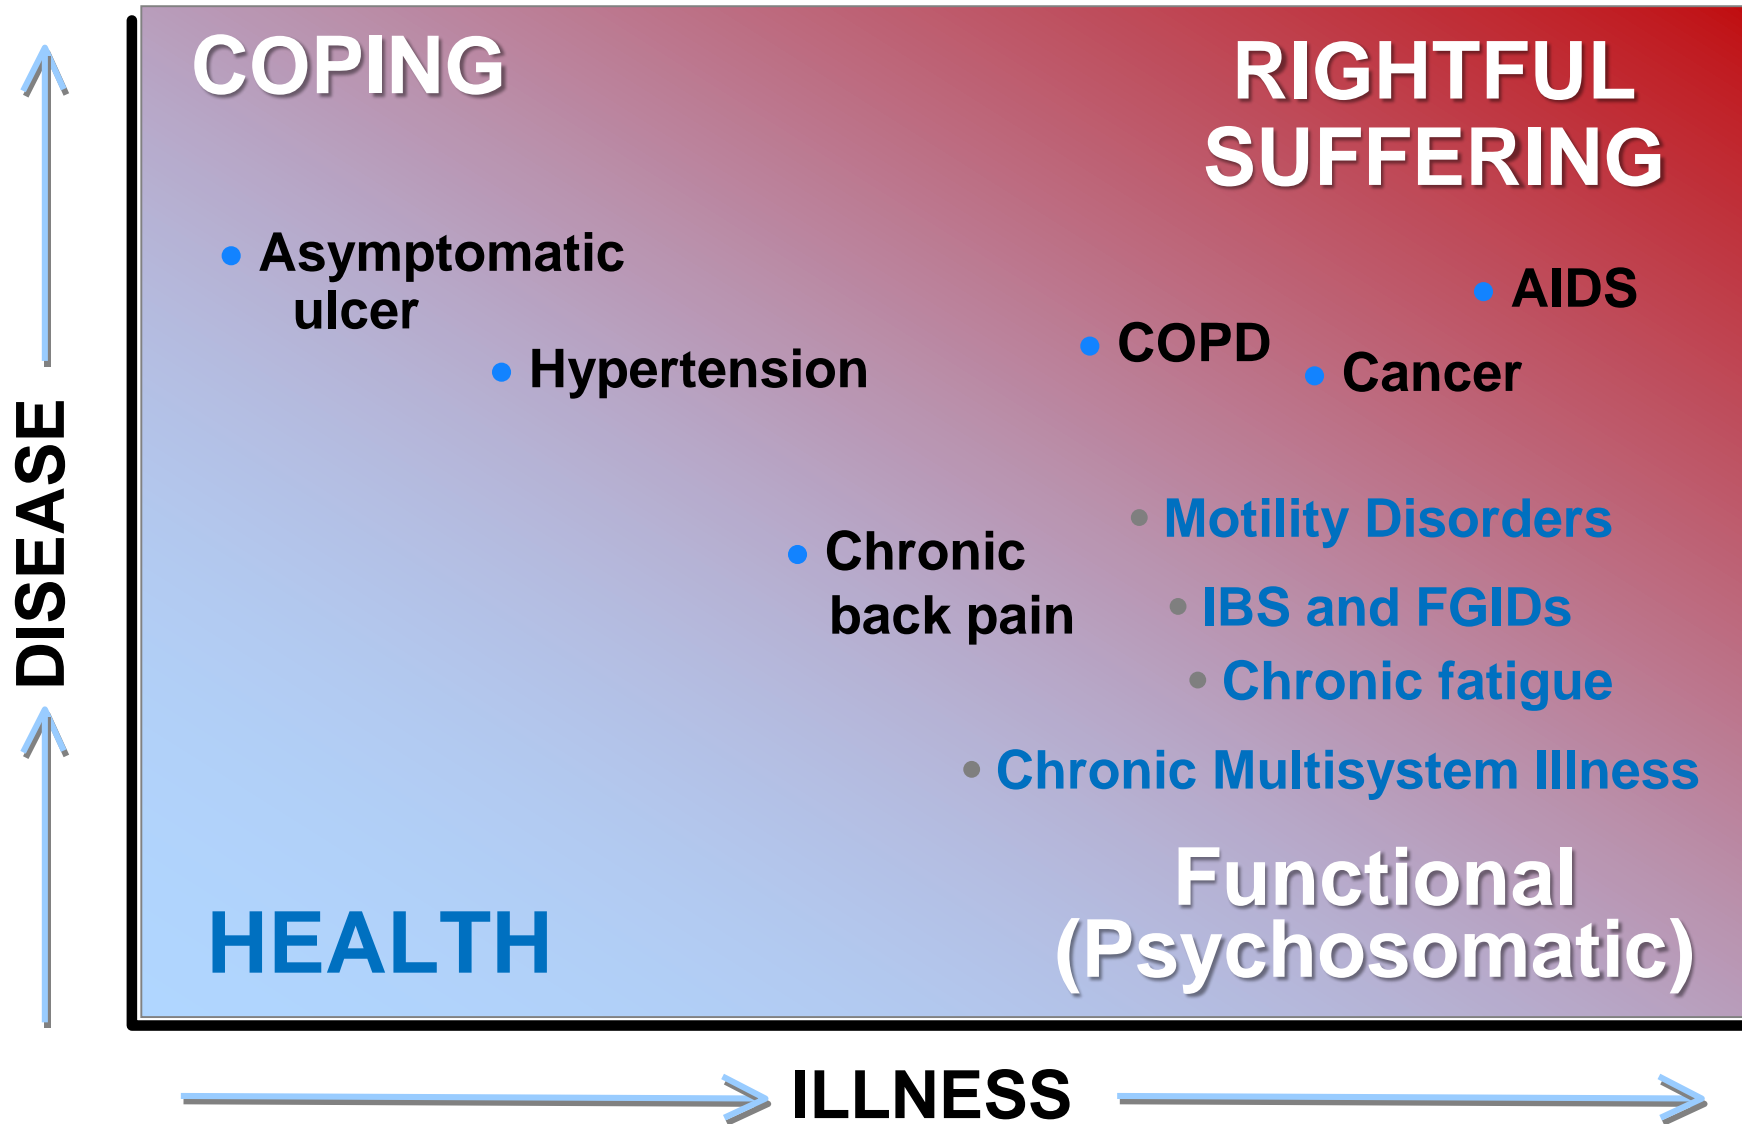 COPING
RIGHTFUL
SUFFERING
• Asymptomatic
ulcer
• AIDS
• COPD
• Hypertension
• Cancer
DISEASE
• Motility Disorders
• Chronic
back pain
• IBS and FGIDs
• Chronic fatigue
• Chronic Multisystem Illness
Functional
(Psychosomatic)
HEALTH
ILLNESS